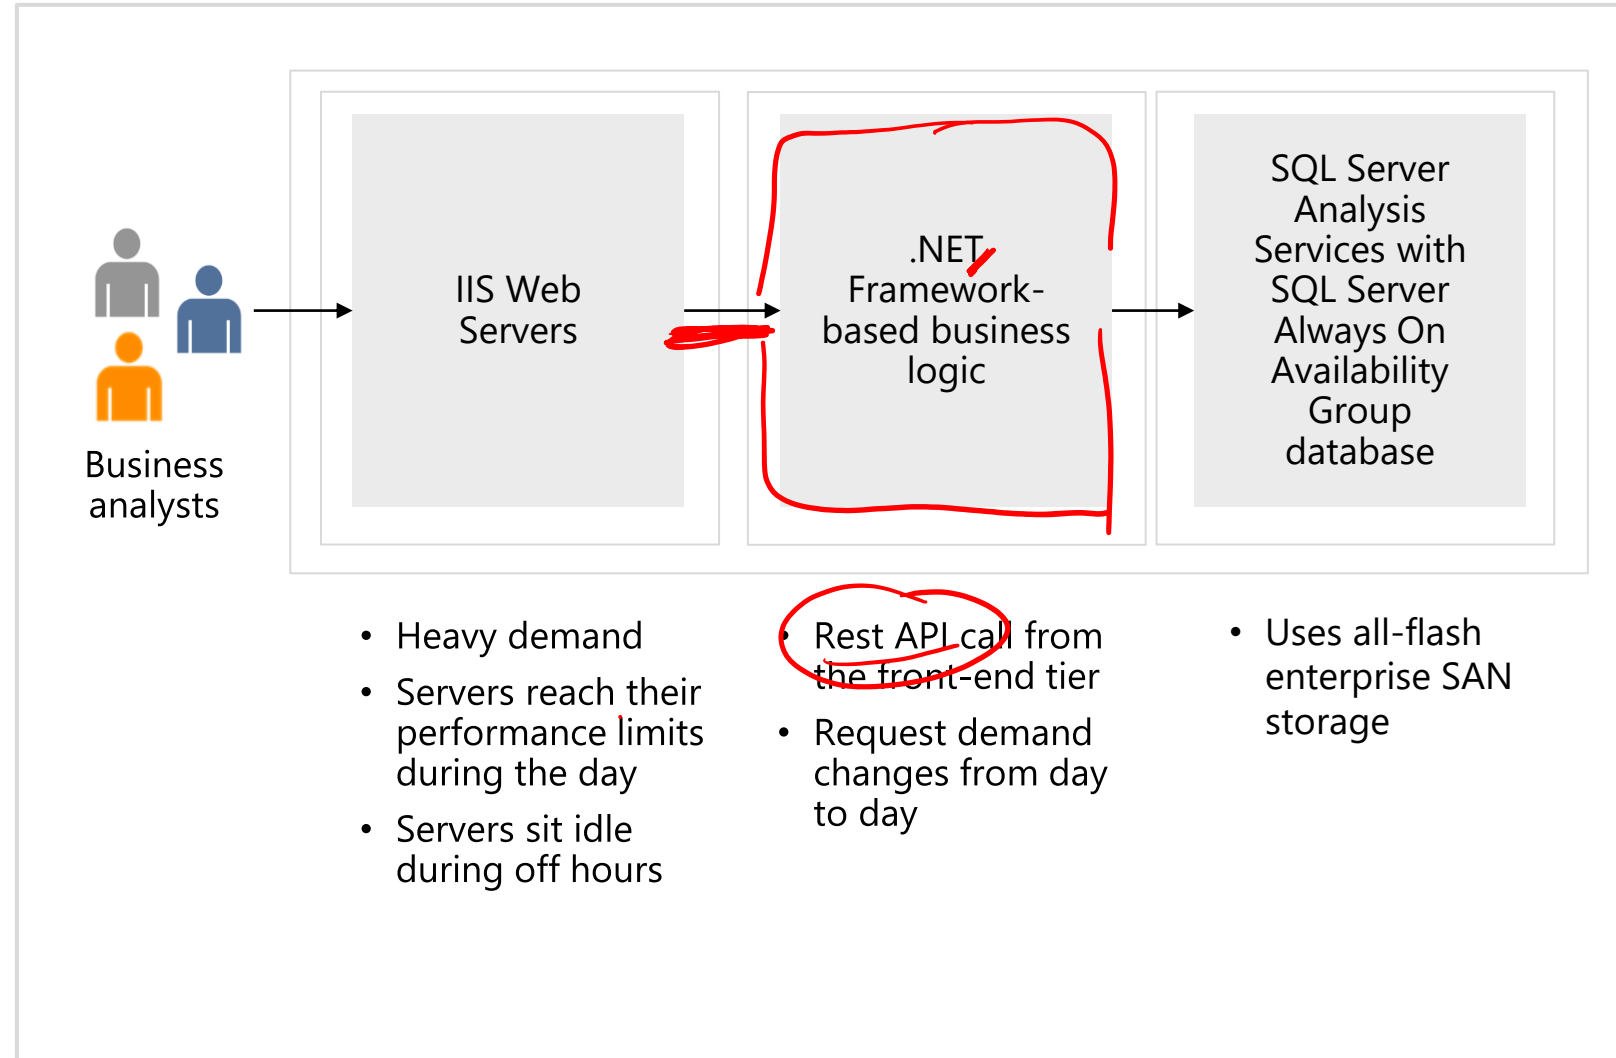 Business
analysts
IIS Web
Servers
.NET
Framework-
based business
logic
SQL Server
Analysis
Services with
SQL Server
Always On
Availability
Group
database
• Heavy demand
• Servers reach their
performance limits
during the day
• Servers sit idle
during off hours
• Rest API call from
the front-end tier
• Request demand
changes from day
to day
• Uses all-flash
enterprise SAN
storage